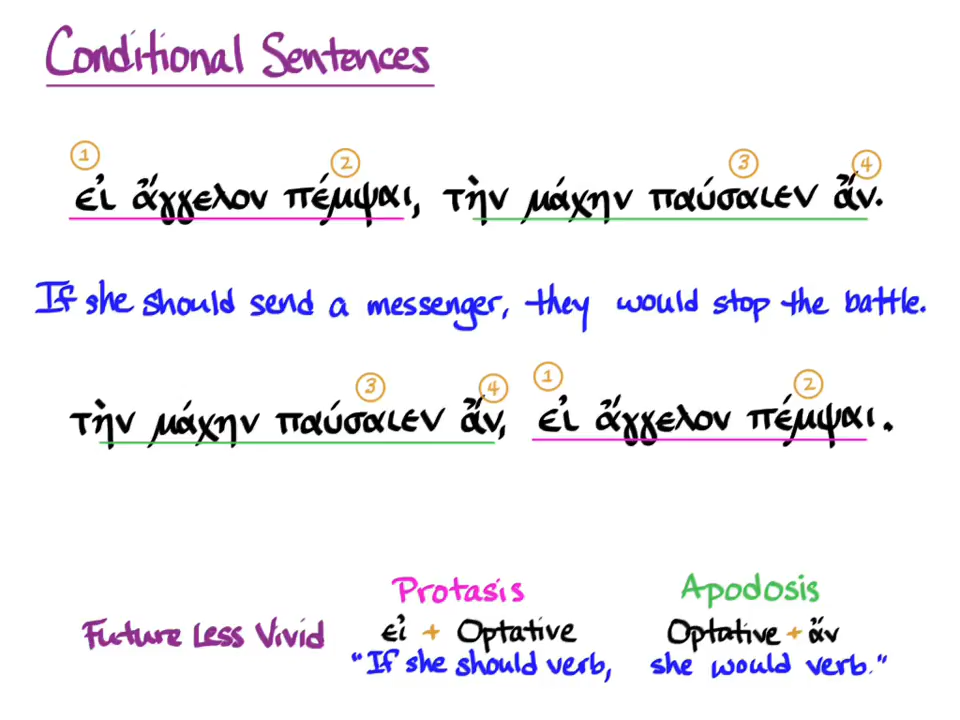 Conditional Sentences
1 2 3 4
εἰ ἄγγελον πέμψαι, τὴν μάχην παύσαιεν ἄν.
If she should send a messenger, they would stop the battle.
3 4 1 2
τὴν μάχην παύσαιεν ἄν, εἰ ἄγγελον πέμψαι.
Protasis Apodosis
Future Less Vivid εἰ + Optative Optative + ἄν
"If she should verb, she would verb."